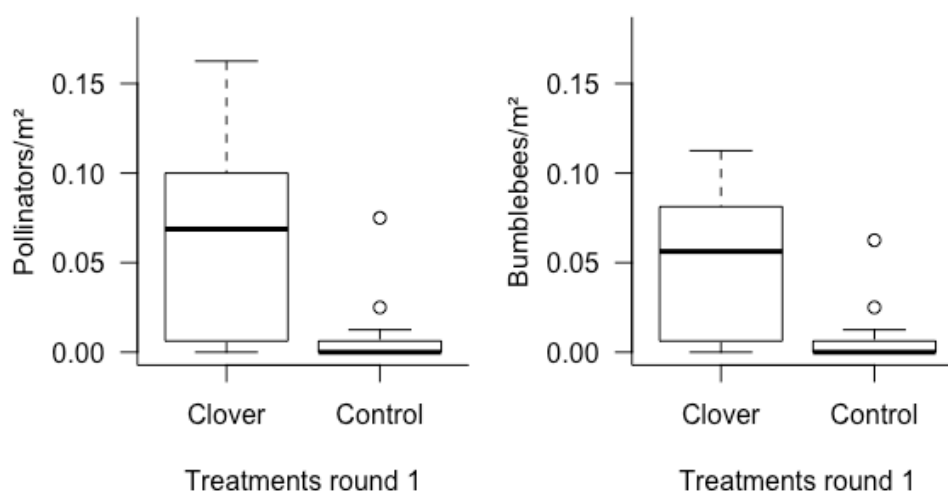 Pollinators/m²
0.15
0.10
0.05
0.00
Clover
Control
Treatments round 1
Bumblebees/m²
0.15
0.10
0.05
0.00
Clover
Control
Treatments round 1